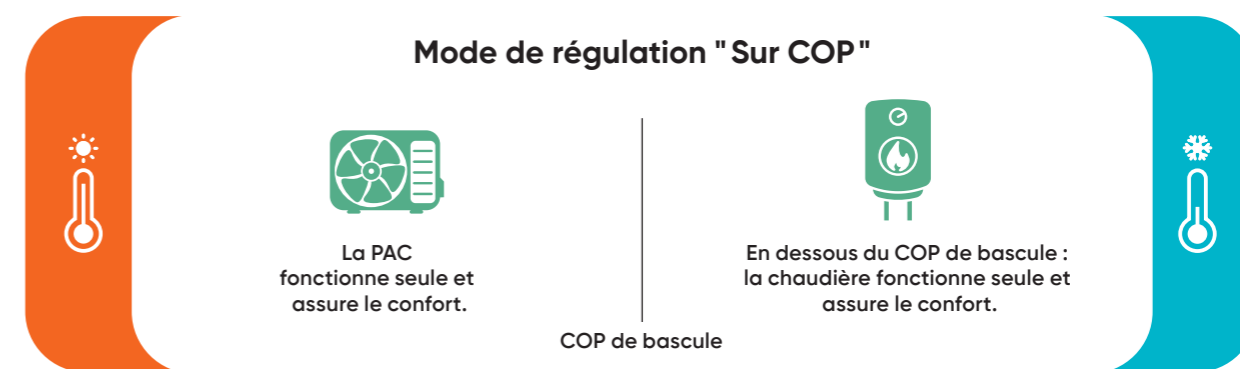 Mode de régulation "Sur COP"
La PAC
fonctionne seule et
assure le confort.
En dessous du COP de bascule :
la chaudière fonctionne seule et
assure le confort.
COP de bascule